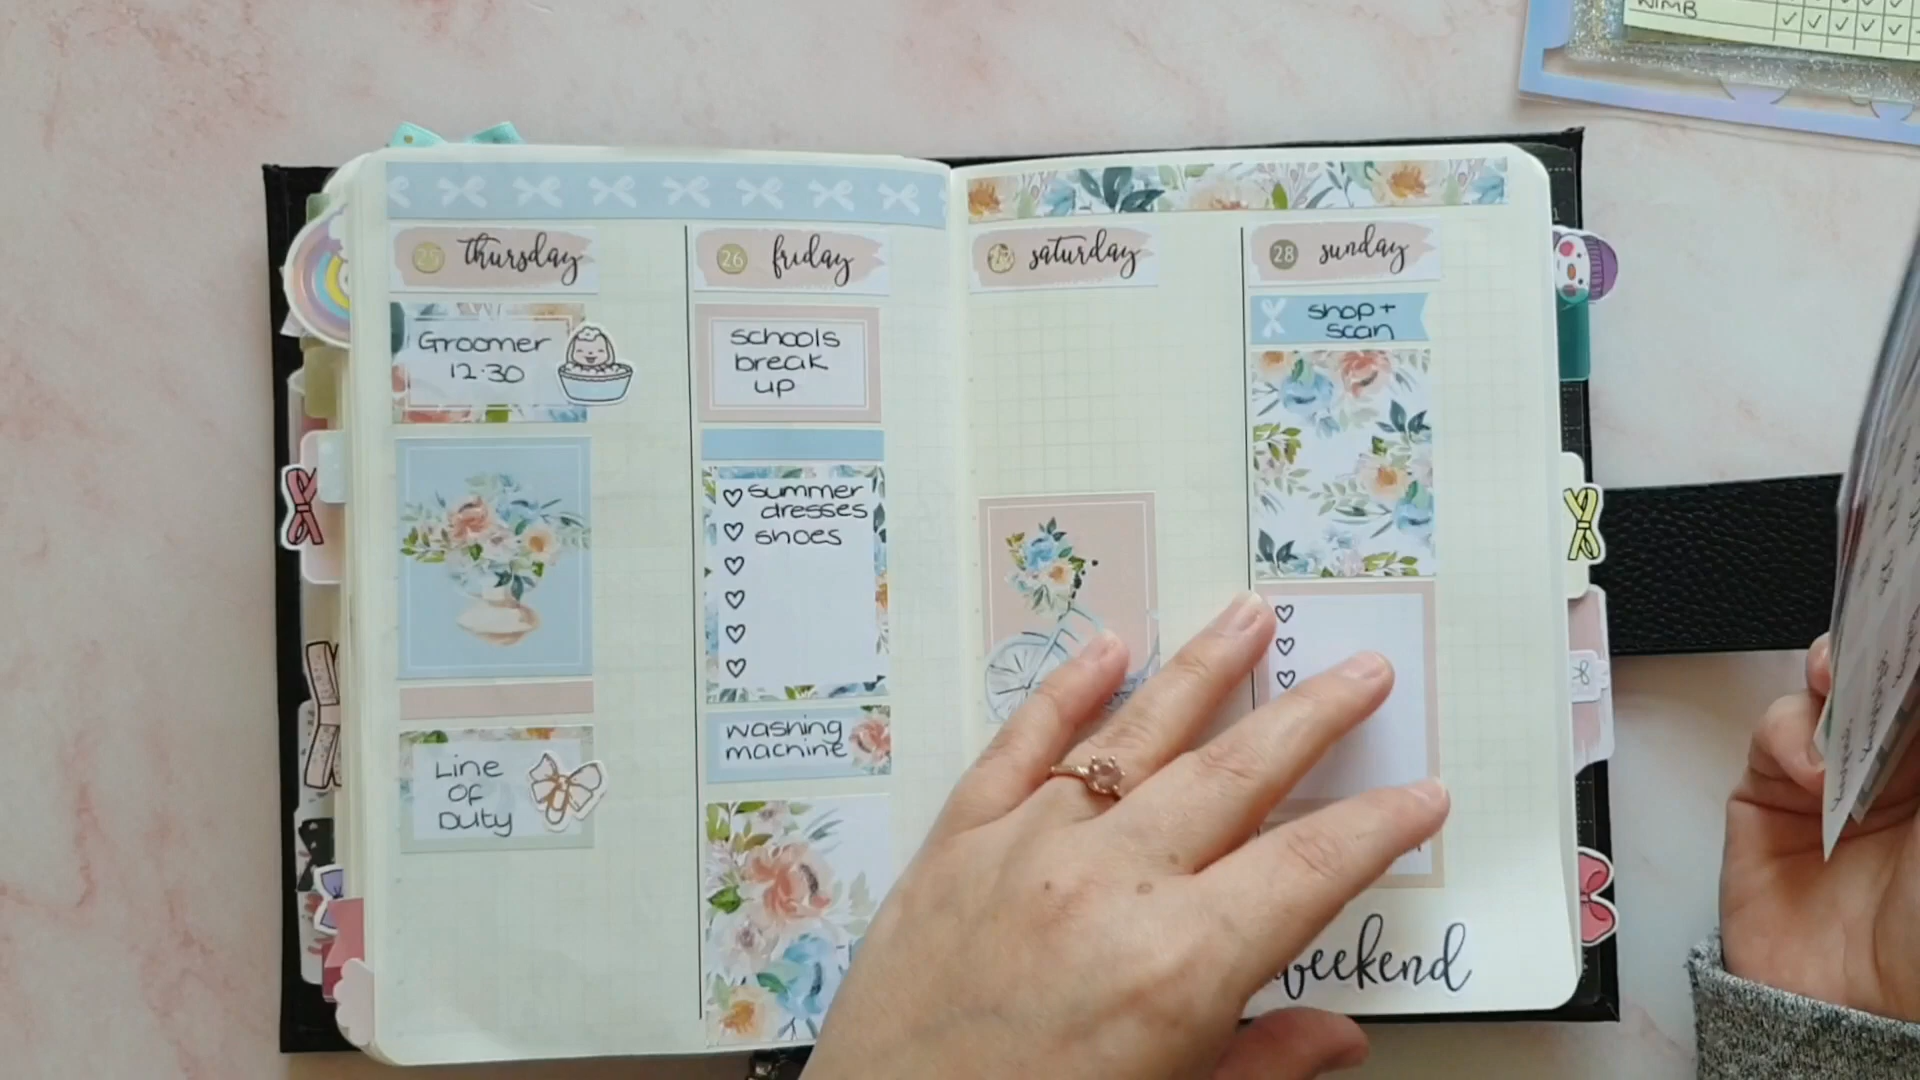 WIMB
25 thursday
Groomer
12.30
Line
OF
Duty
26 friday
schools
break
up
summer
dresses
shoes
washing
machine
saturday
28 sunday
shop +
scan
weekend